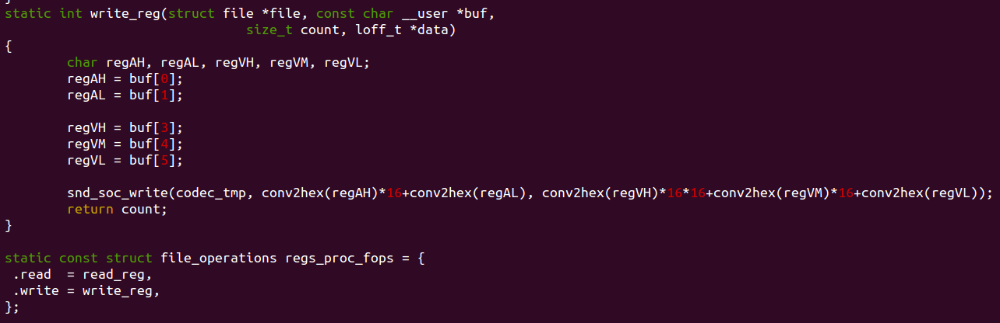 }
static int write_reg(struct file *file, const char __user *buf,
                               size_t count, loff_t *data)
{
        char regAH, regAL, regVH, regVM, regVL;
        regAH = buf[0];
        regAL = buf[1];

        regVH = buf[3];
        regVM = buf[4];
        regVL = buf[5];

        snd_soc_write(codec_tmp, conv2hex(regAH)*16+conv2hex(regAL), conv2hex(regVH)*16*16+conv2hex(regVM)*16+conv2hex(regVL));
        return count;
}

static const struct file_operations regs_proc_fops = {
 .read  = read_reg,
 .write = write_reg,
};